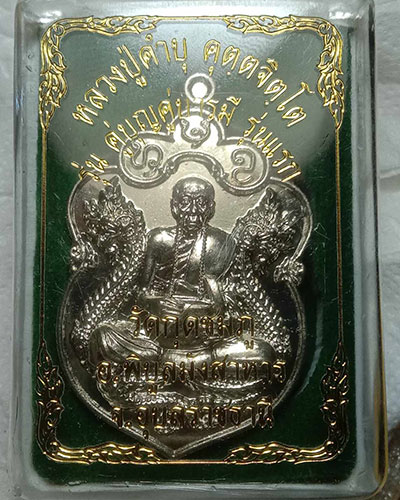 หลวงปู่คำบุ คุตฺตจิตฺโต
รุ่น คู่บุญคู่บารมี รุ่นแรก
วัดกุดชมภู
อ.พิบูลมังสาหาร
จ.อุบลราชธานี